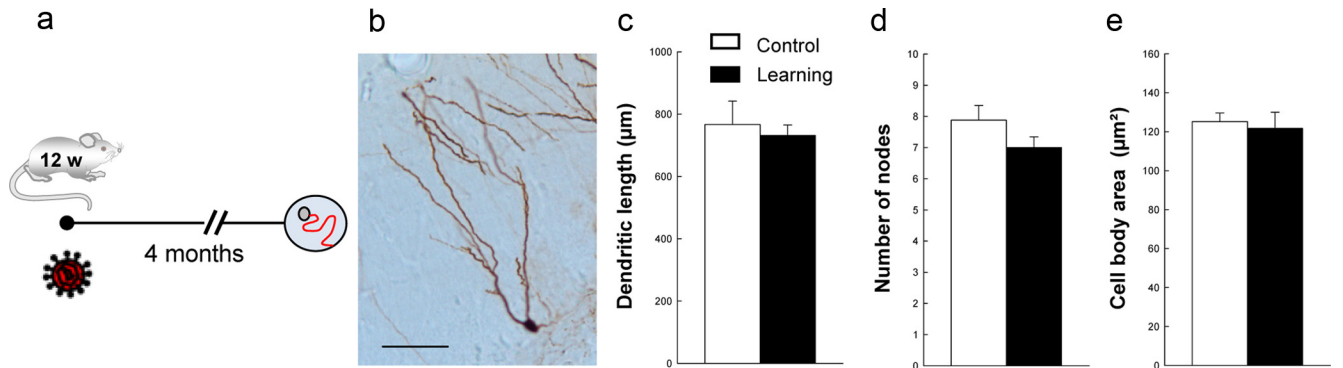 a
12 w
4 months
b
c
Control
Learning
Dendritic length (µm)
1000
800
600
400
200
0
d
Number of nodes
10
9
8
7
6
5
4
3
2
1
0
e
Cell body area (µm²)
160
140
120
100
80
60
40
20
0